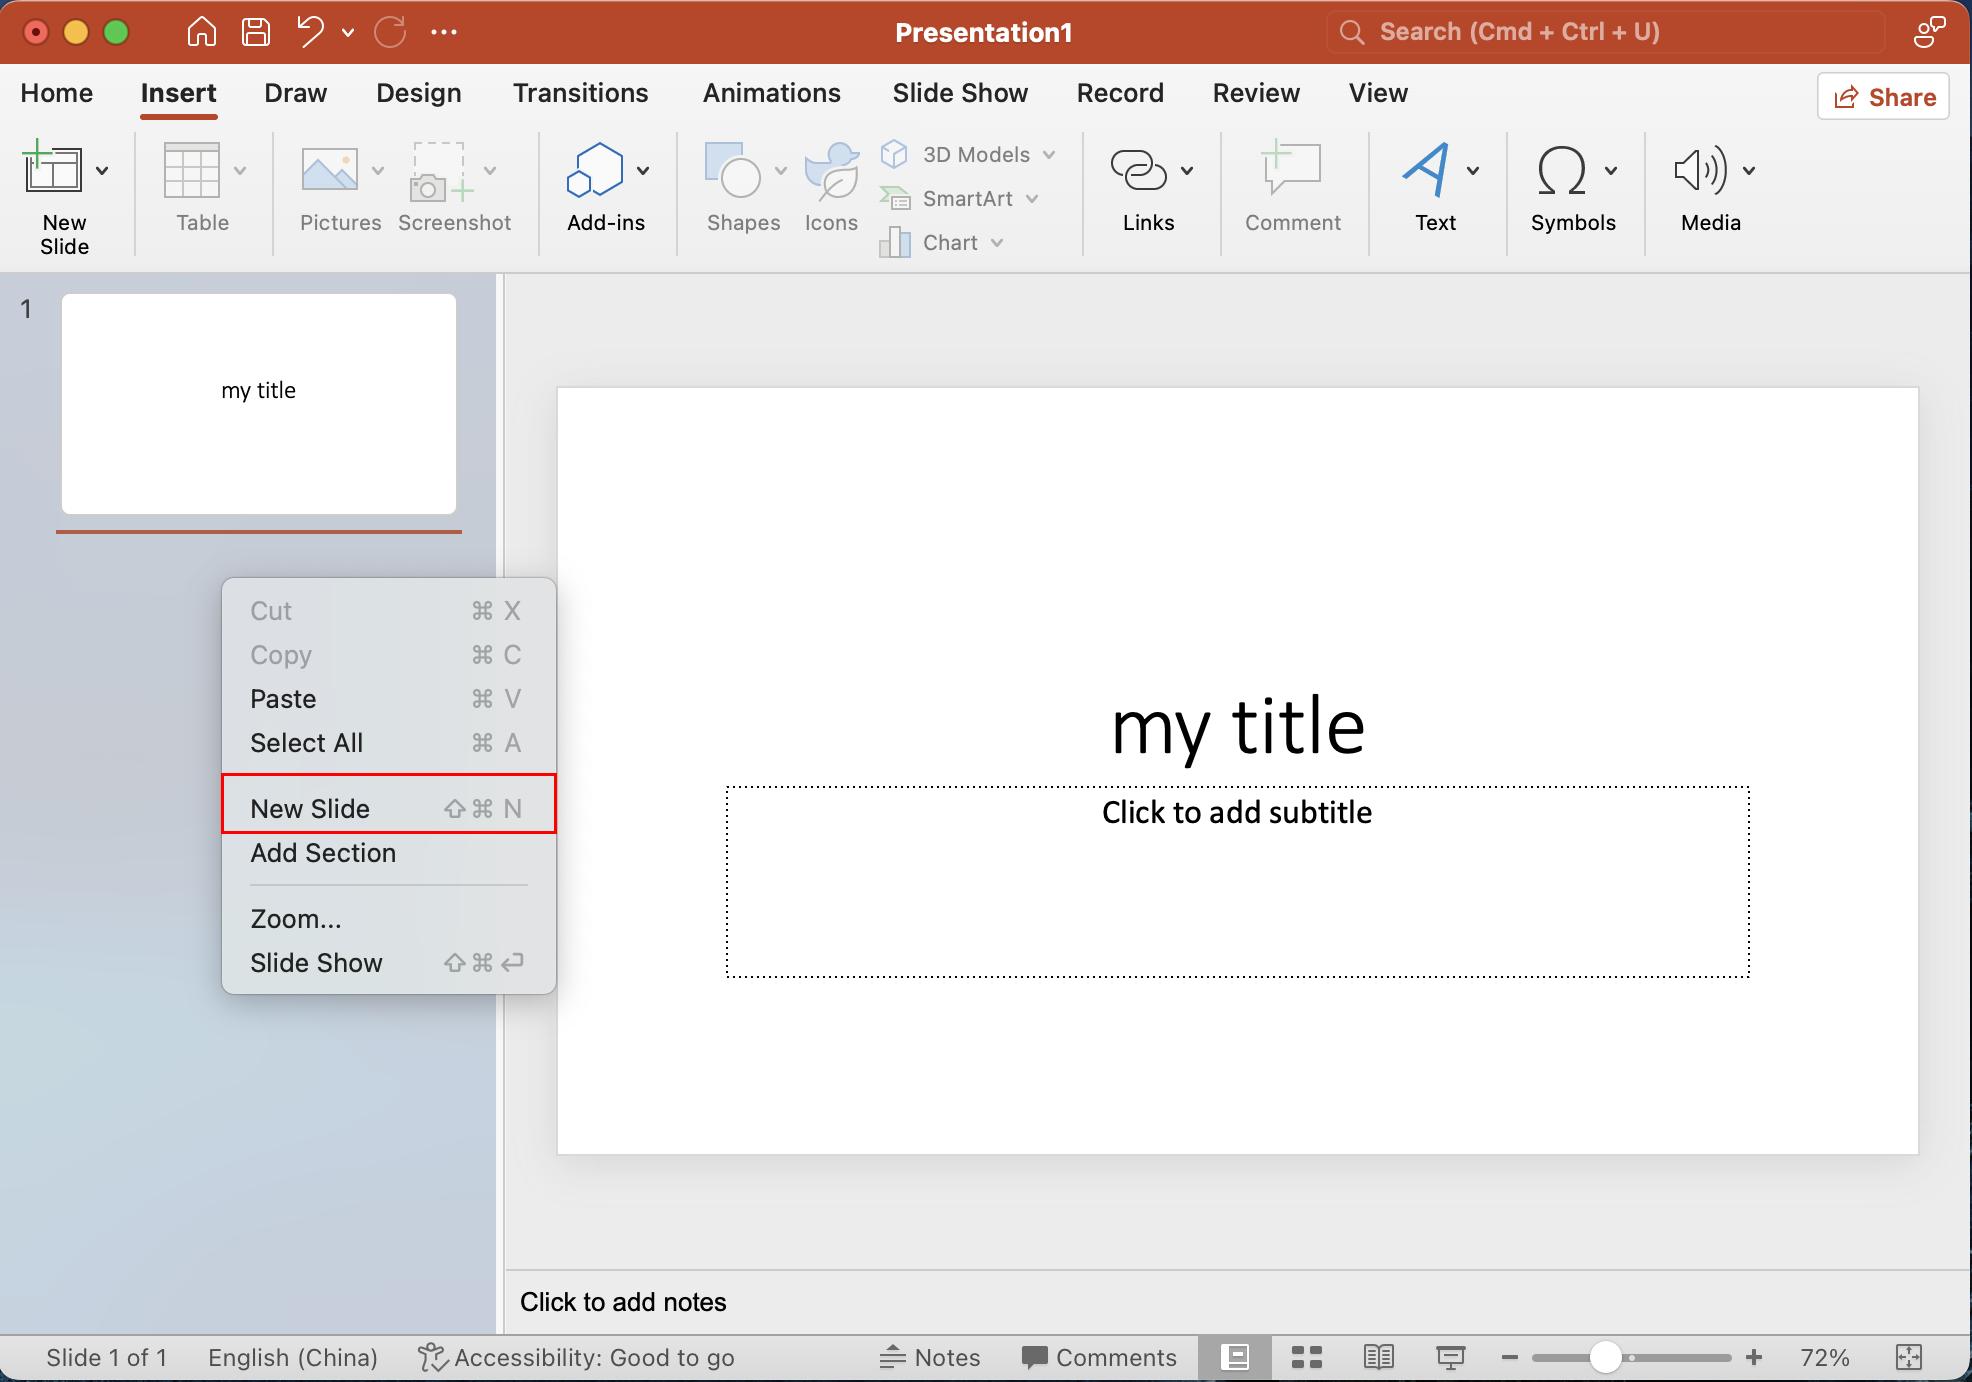 Presentation1
Search (Cmd + Ctrl + U)
Home Insert Draw Design Transitions Animations Slide Show Record Review View
Share
New Slide
Table
Pictures
Screenshot
Add-ins
Shapes
Icons
3D Models
SmartArt
Chart
Links
Comment
Text
Symbols
Media
1
my title
Cut ⌘ X
Copy ⌘ C
Paste ⌘ V
Select All ⌘ A
New Slide ⇧⌘ N
Add Section
Zoom...
Slide Show ⇧⌘↩
my title
Click to add subtitle
Click to add notes
Slide 1 of 1 English (China) Accessibility: Good to go Notes Comments 72%